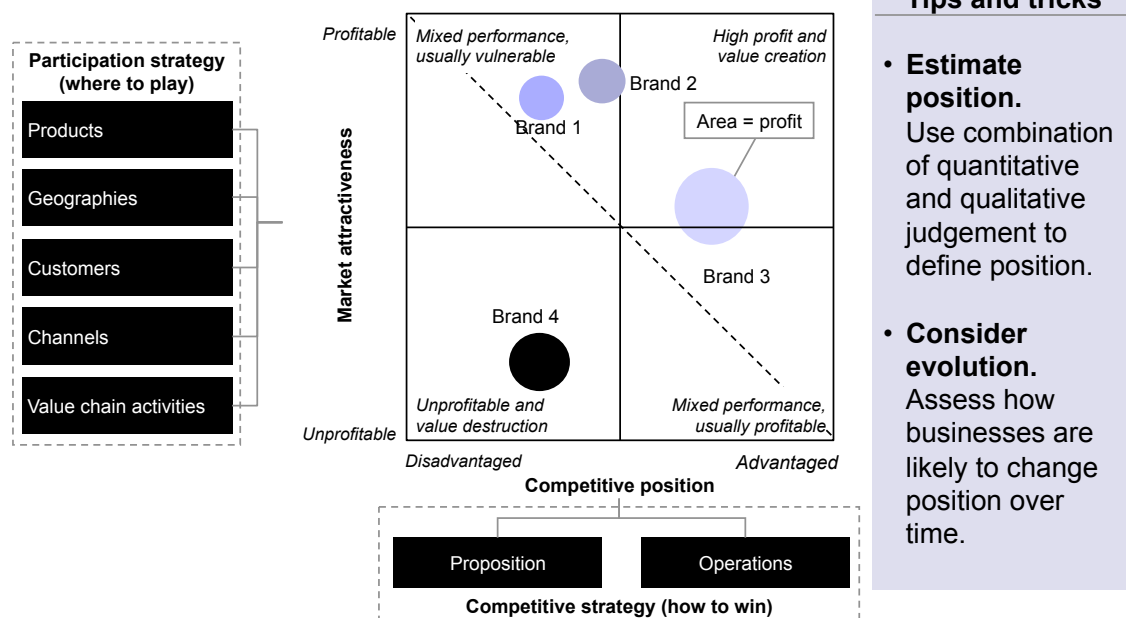 Participation strategy
(where to play)
Products
Geographies
Customers
Channels
Value chain activities
Market attractiveness
Profitable
Unprofitable
Mixed performance,
usually vulnerable
High profit and
value creation
Brand 1
Brand 2
Area = profit
Brand 3
Brand 4
Unprofitable and
value destruction
Mixed performance,
usually profitable
Disadvantaged
Advantaged
Competitive position
Proposition
Operations
Competitive strategy (how to win)
Tips and tricks
• Estimate
position.
Use combination
of quantitative
and qualitative
judgement to
define position.
• Consider
evolution.
Assess how
businesses are
likely to change
position over
time.